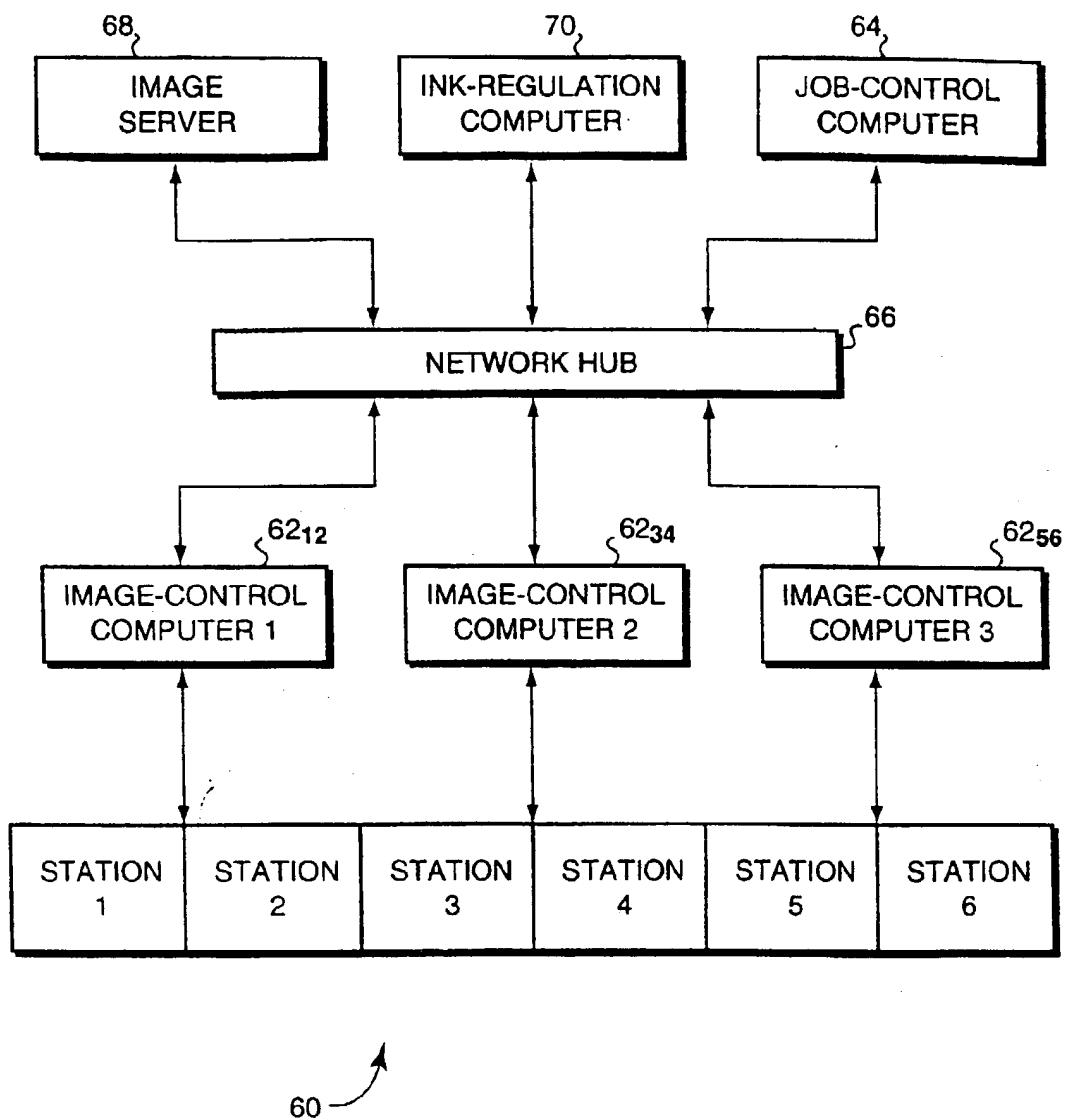 68
70
64
IMAGE
SERVER
INK-REGULATION
COMPUTER
JOB-CONTROL
COMPUTER
66
NETWORK HUB
62₁₂
62₃₄
62₅₆
IMAGE-CONTROL
COMPUTER 1
IMAGE-CONTROL
COMPUTER 2
IMAGE-CONTROL
COMPUTER 3
STATION
1
STATION
2
STATION
3
STATION
4
STATION
5
STATION
6
60